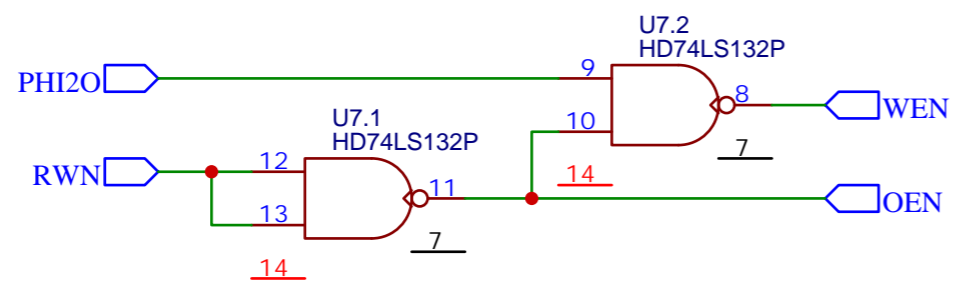 U7.2
HD74LS132P
PHI2O
9
8
WEN
10
U7.1
HD74LS132P
7
RWN
12
14
11
OEN
13
7
14